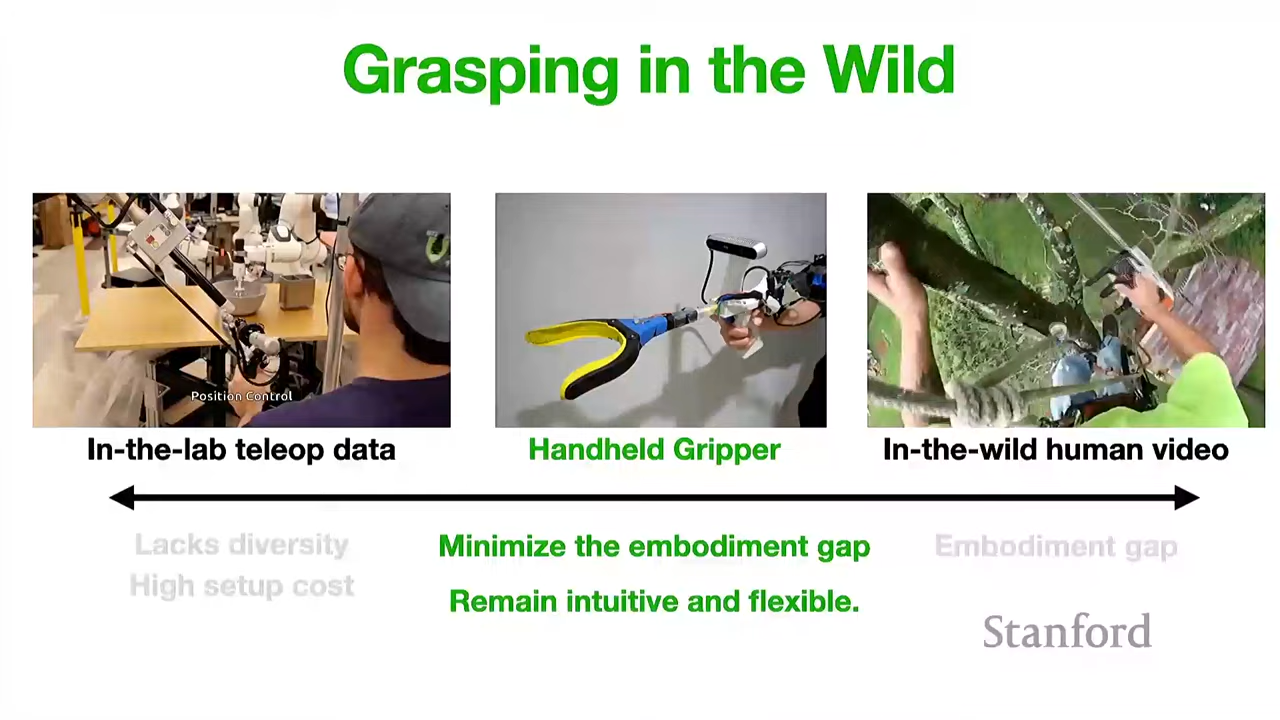 Grasping in the Wild
Position Control
In-the-lab teleop data
Handheld Gripper
In-the-wild human video
Lacks diversity
High setup cost
Minimize the embodiment gap
Remain intuitive and flexible.
Embodiment gap
Stanford